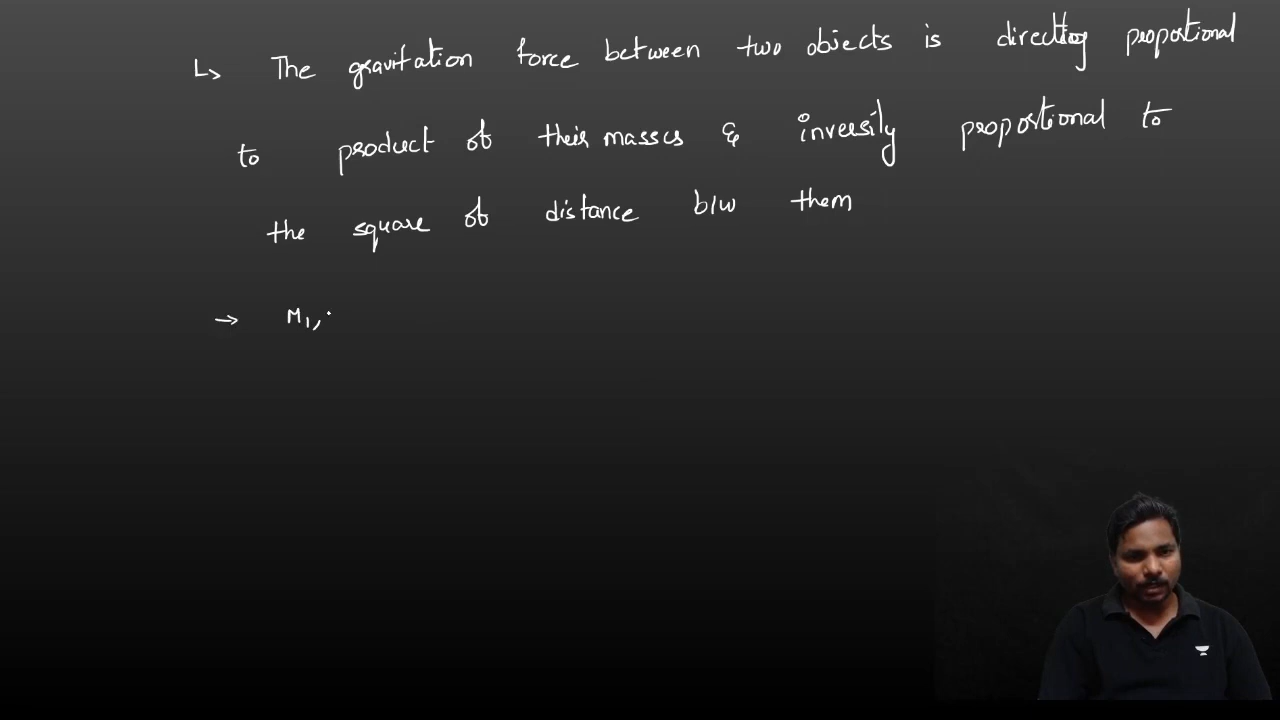 ↳ The gravitation force between two objects is directly proportional
to product of their masses & inversily proportional to
the square of distance b/w them
→ M₁,